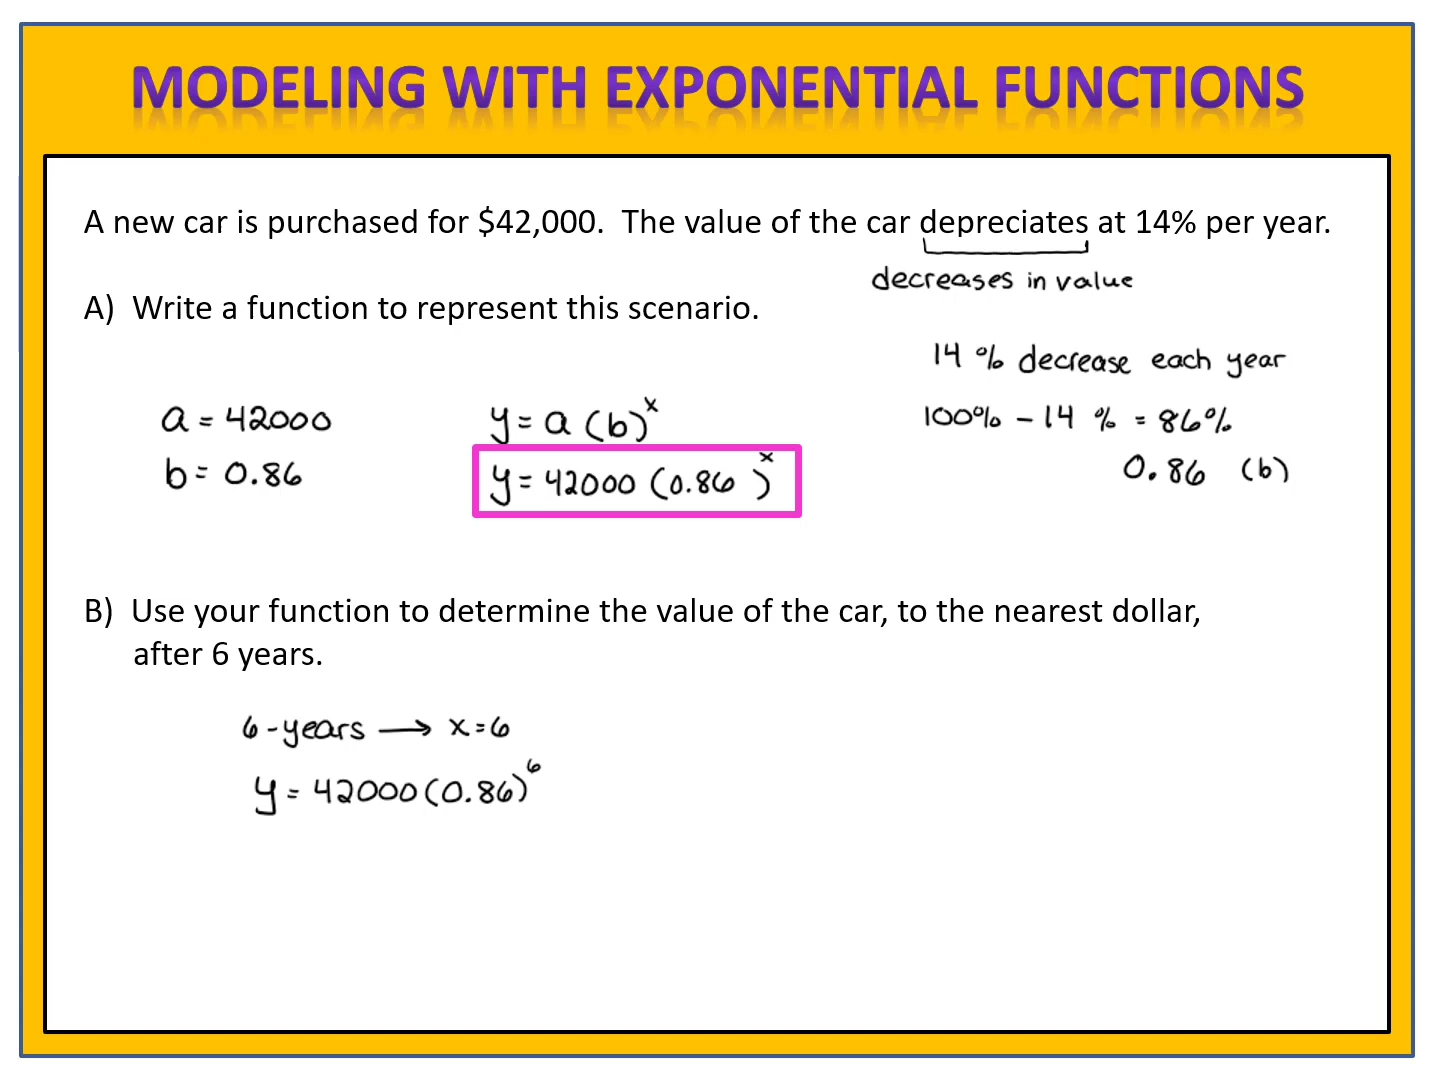 MODELING WITH EXPONENTIAL FUNCTIONS
A new car is purchased for $42,000. The value of the car depreciates at 14% per year.
decreases in value
A) Write a function to represent this scenario.
14 % decrease each year
a = 42000
y = a (b)^x
100% - 14 % = 86%
b = 0.86
y = 42000 (0.86 )^x
0.86 (b)
B) Use your function to determine the value of the car, to the nearest dollar,
after 6 years.
6-years → x=6
y = 42000(0.86)^6